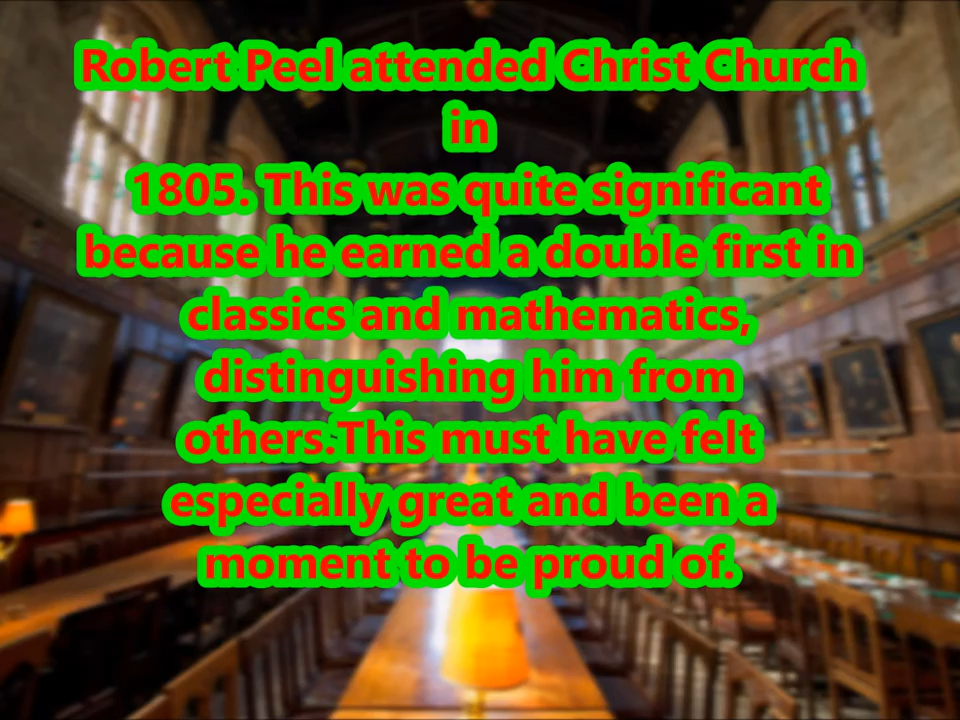 Robert Peel attended Christ Church
in
1805. This was quite significant
because he earned a double first in
classics and mathematics,
distinguishing him from
others.This must have felt
especially great and been a
moment to be proud of.